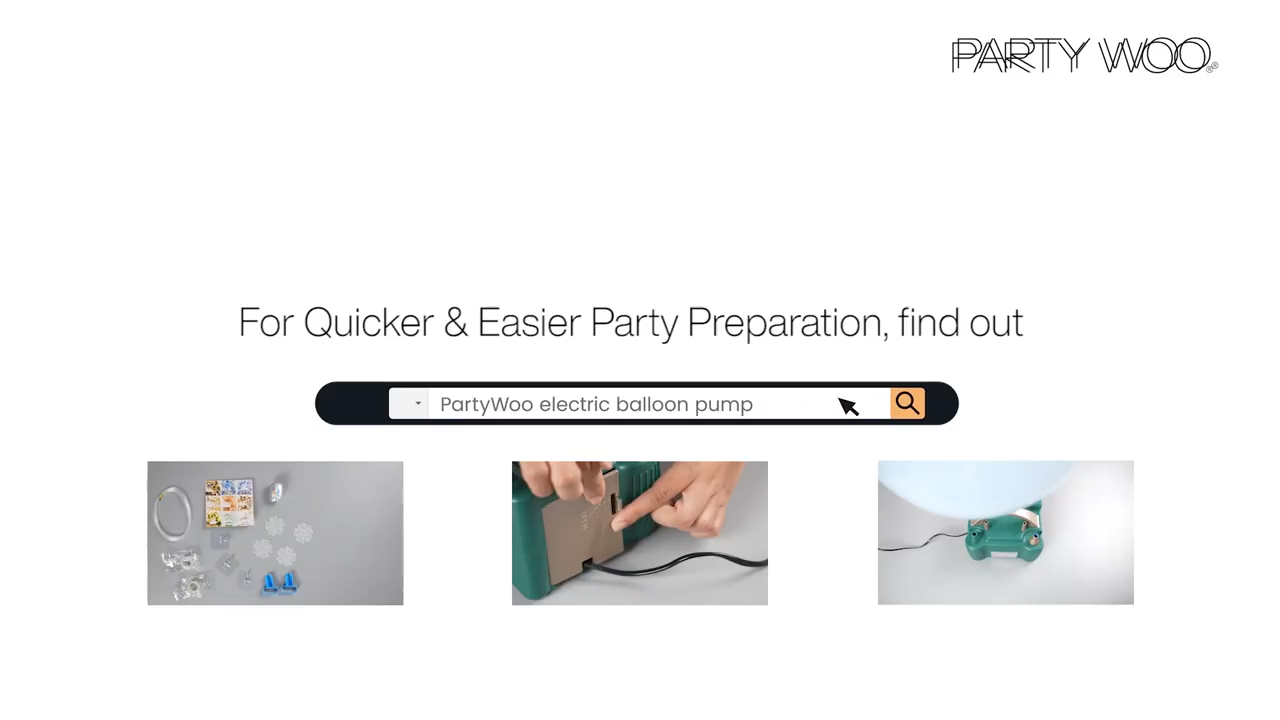 PARTY WOO
For Quicker & Easier Party Preparation, find out
PartyWoo electric balloon pump